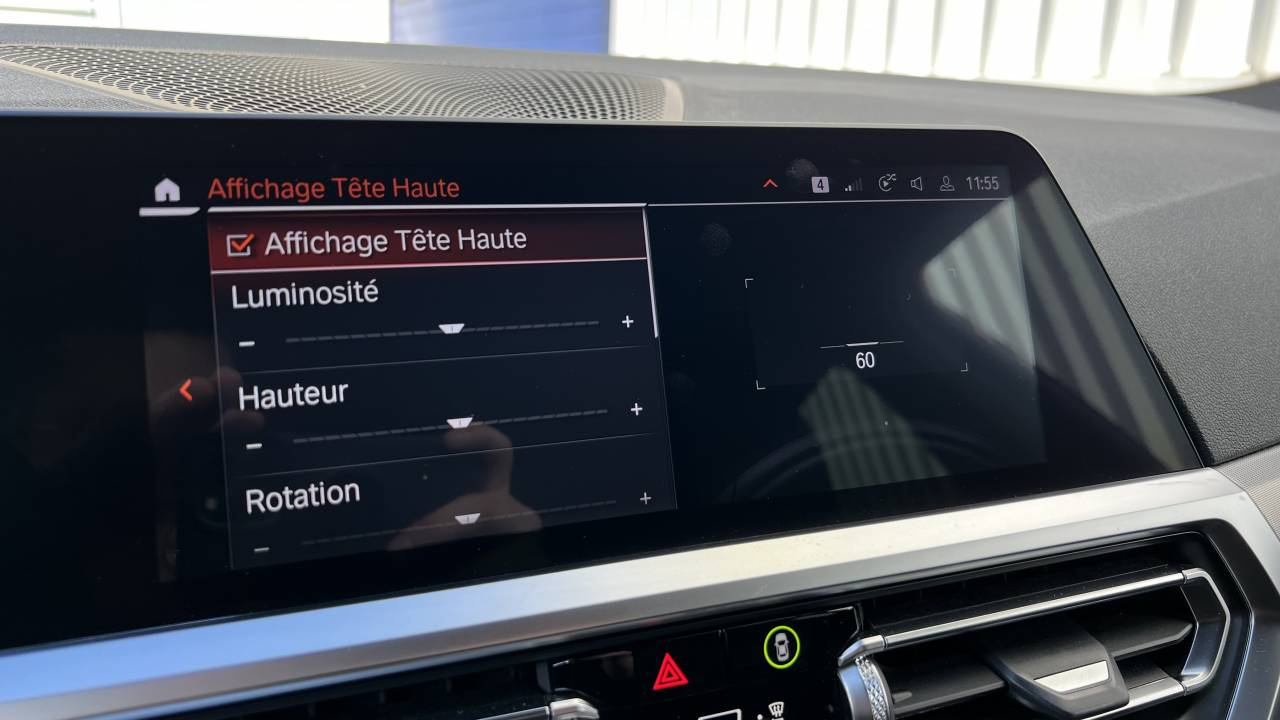 Affichage Tête Haute
4
11:55
Affichage Tête Haute
Luminosité
- +
Hauteur
- +
Rotation
- +
60